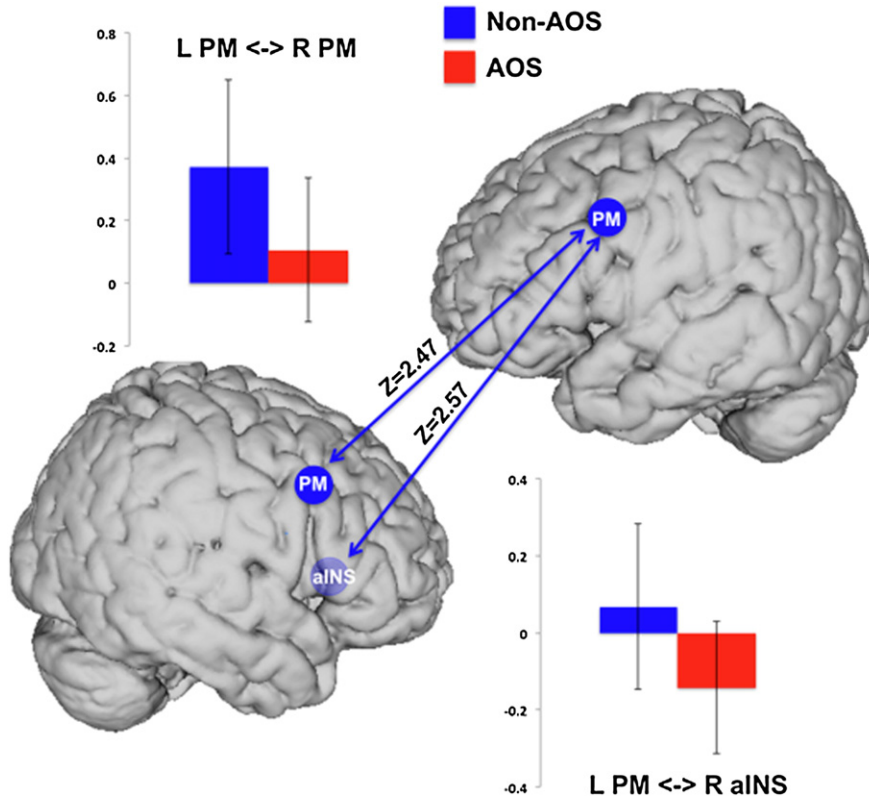 Non-AOS
AOS
L PM <-> R PM
0.8
0.6
0.4
0.2
0
-0.2
PM
Z=2.47
Z=2.57
PM
aINS
0.4
0.2
0
-0.2
-0.4
L PM <-> R aINS